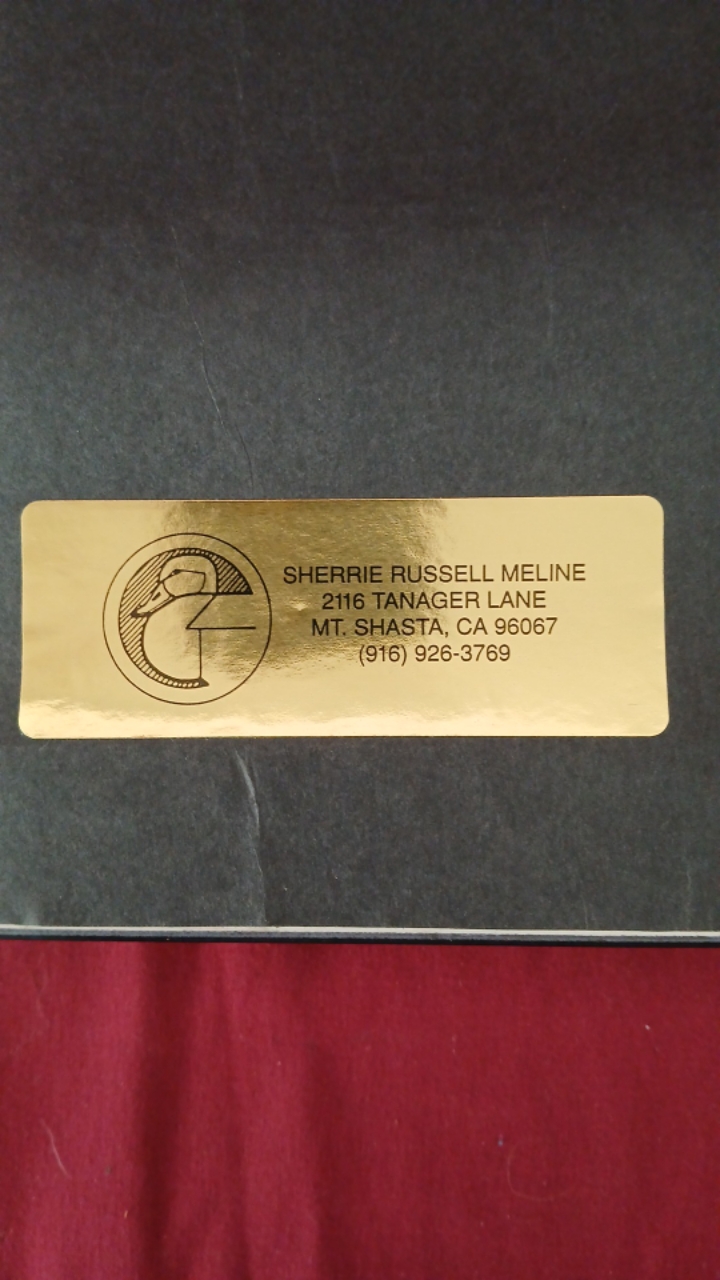 SHERRIE RUSSELL MELINE
2116 TANAGER LANE
MT. SHASTA, CA 96067
(916) 926-3769